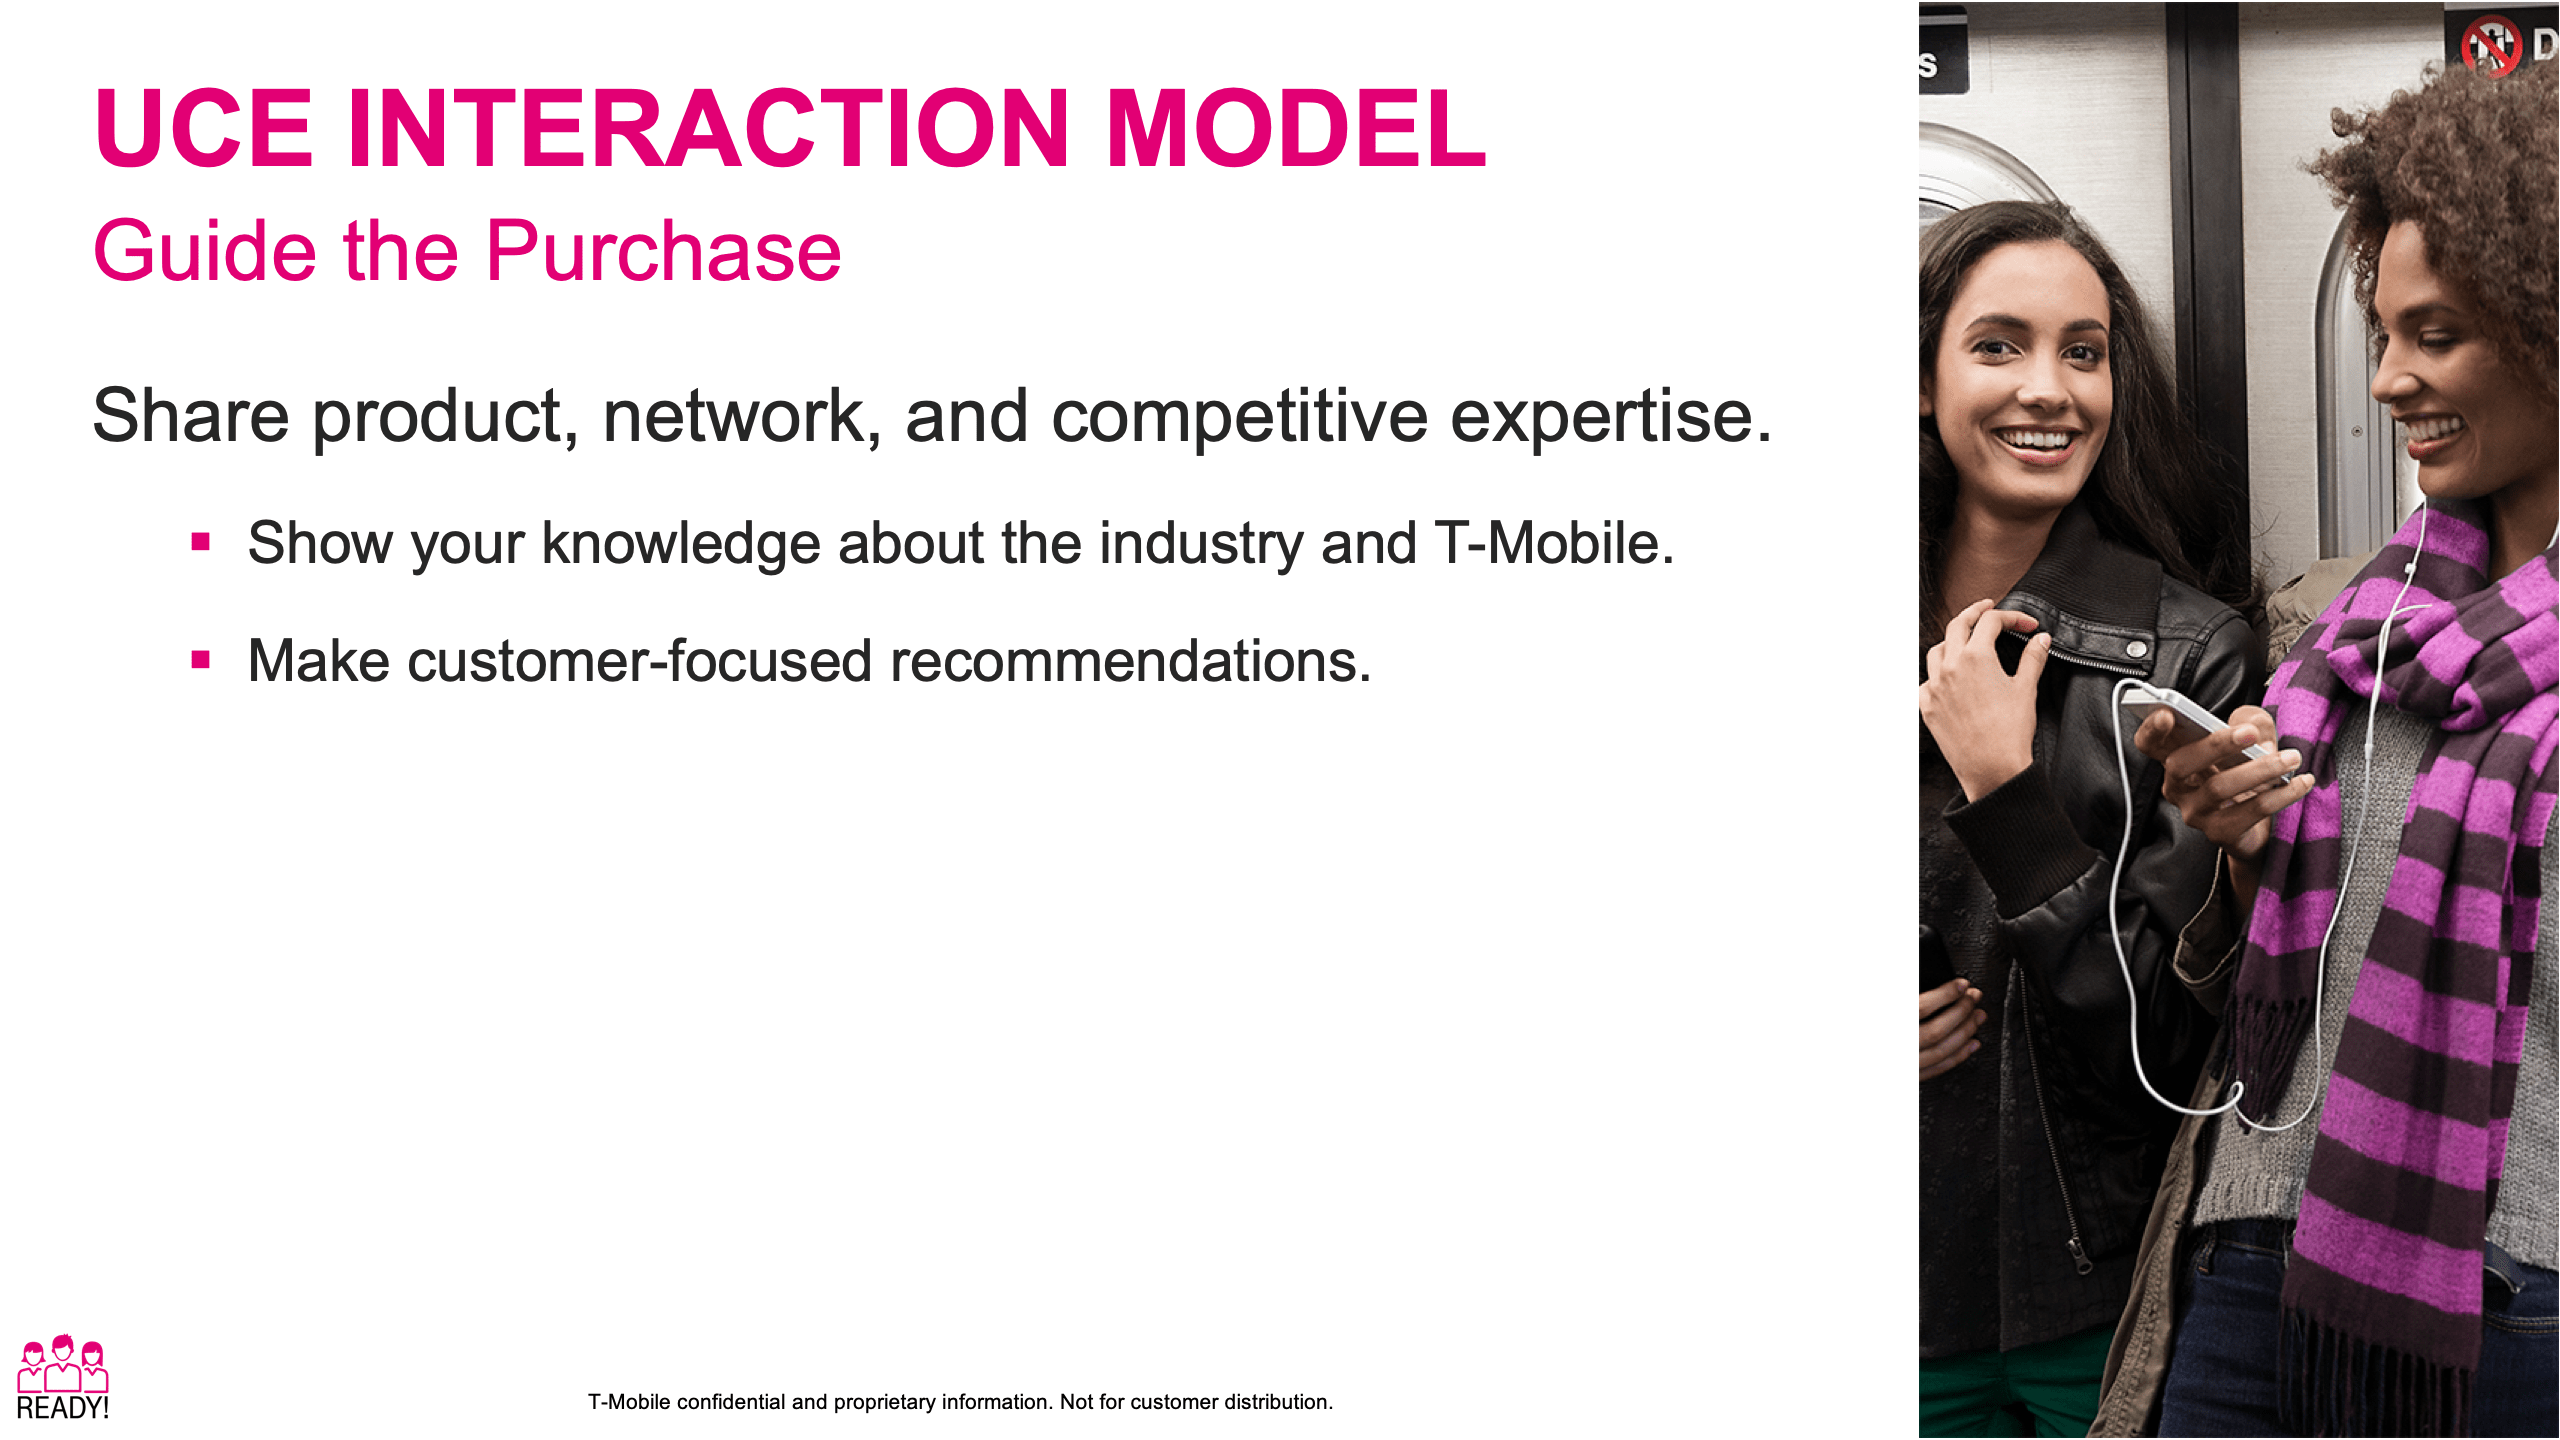 UCE INTERACTION MODEL
Guide the Purchase
Share product, network, and competitive expertise.
▪ Show your knowledge about the industry and T-Mobile.
▪ Make customer-focused recommendations.
READY!
T-Mobile confidential and proprietary information. Not for customer distribution.
s
D